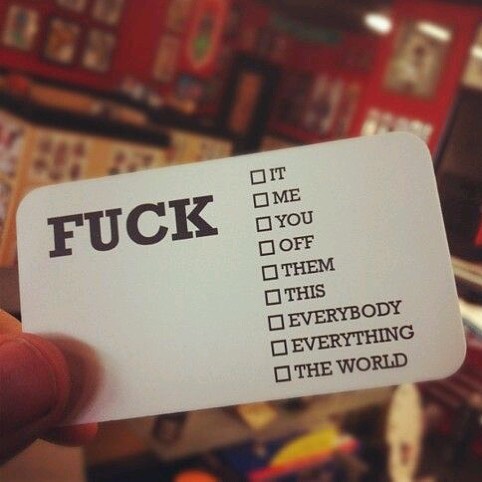 FUCK
IT
ME
YOU
OFF
THEM
THIS
EVERYBODY
EVERYTHING
THE WORLD